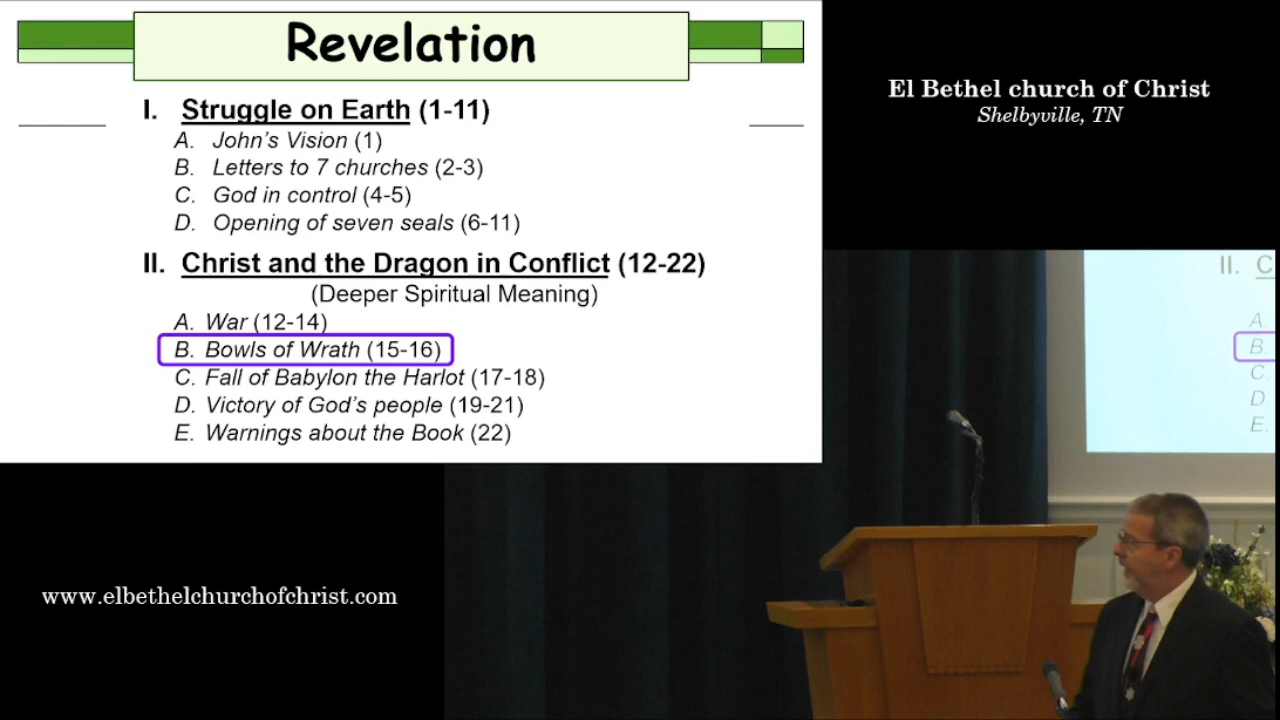 Revelation
I. Struggle on Earth (1-11)
A. John's Vision (1)
B. Letters to 7 churches (2-3)
C. God in control (4-5)
D. Opening of seven seals (6-11)
II. Christ and the Dragon in Conflict (12-22)
(Deeper Spiritual Meaning)
A. War (12-14)
B. Bowls of Wrath (15-16)
C. Fall of Babylon the Harlot (17-18)
D. Victory of God's people (19-21)
E. Warnings about the Book (22)
El Bethel church of Christ
Shelbyville, TN
II. C
A.
B.
C.
D.
E.
www.elbethelchurchofchrist.com